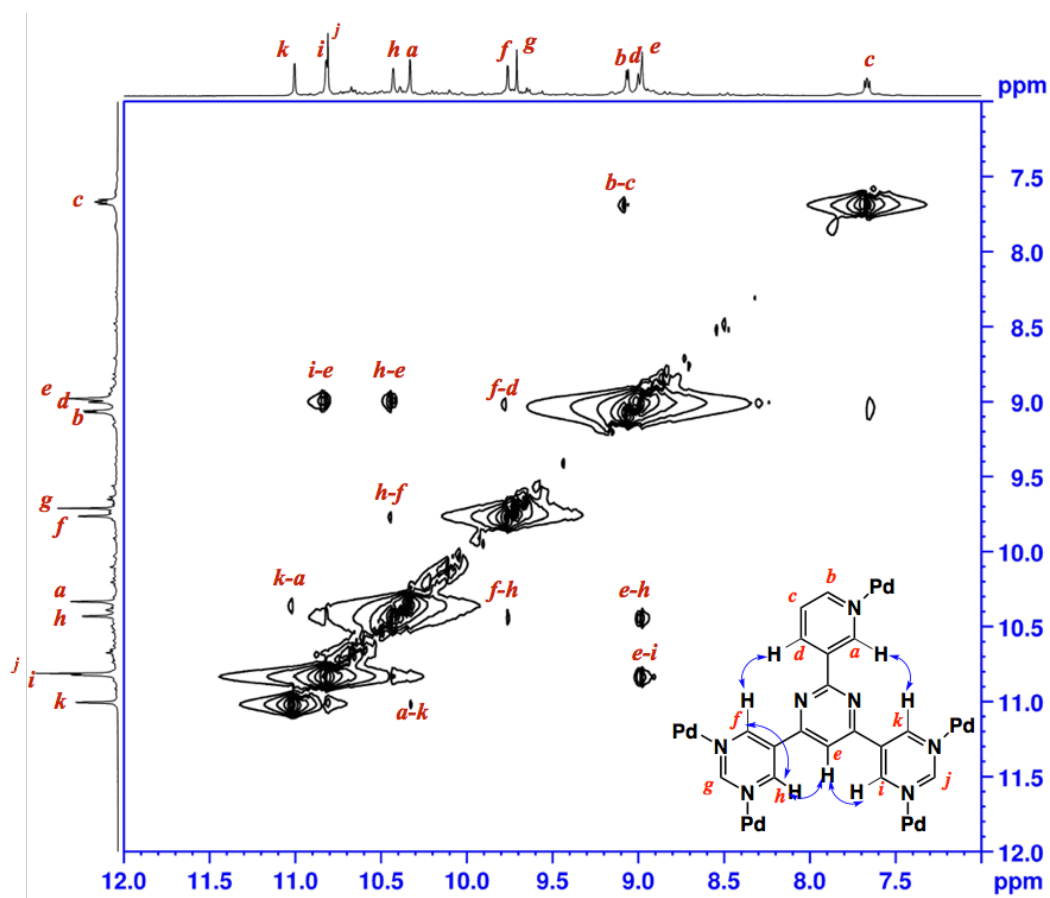 k i j h a f g b d e c
ppm
c
b-c
7.5
8.0
8.5
i-e h-e f-d
e
d
b
9.0
9.5
g
f
h-f
10.0
a
h
k-a f-h e-h
10.5
j
i
e-i
k
a-k
11.0
11.5
12.0
b Pd
c N
d a
H H
H N N H
f k
Pd Pd
N e N
g H H j
h H i
N N
Pd Pd
12.0 11.5 11.0 10.5 10.0 9.5 9.0 8.5 8.0 7.5 ppm